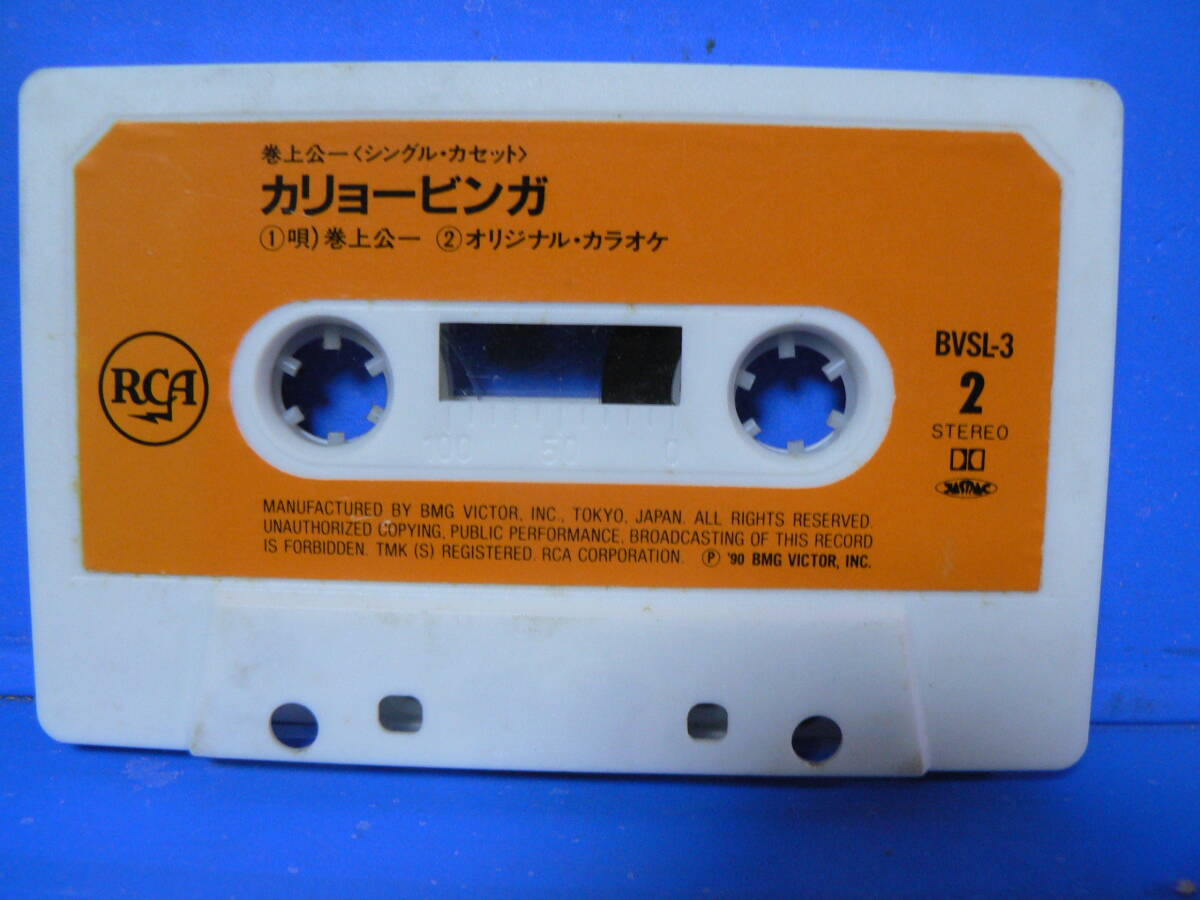 巻上公一〈シングル・カセット〉
カリョービンガ
①唄)巻上公一 ②オリジナル・カラオケ
RCA
BVSL-3
2
STEREO
100 50 0
MANUFACTURED BY BMG VICTOR, INC., TOKYO, JAPAN. ALL RIGHTS RESERVED.
UNAUTHORIZED COPYING, PUBLIC PERFORMANCE, BROADCASTING OF THIS RECORD
IS FORBIDDEN. TMK (S) REGISTERED. RCA CORPORATION. Ⓟ '90 BMG VICTOR, INC.